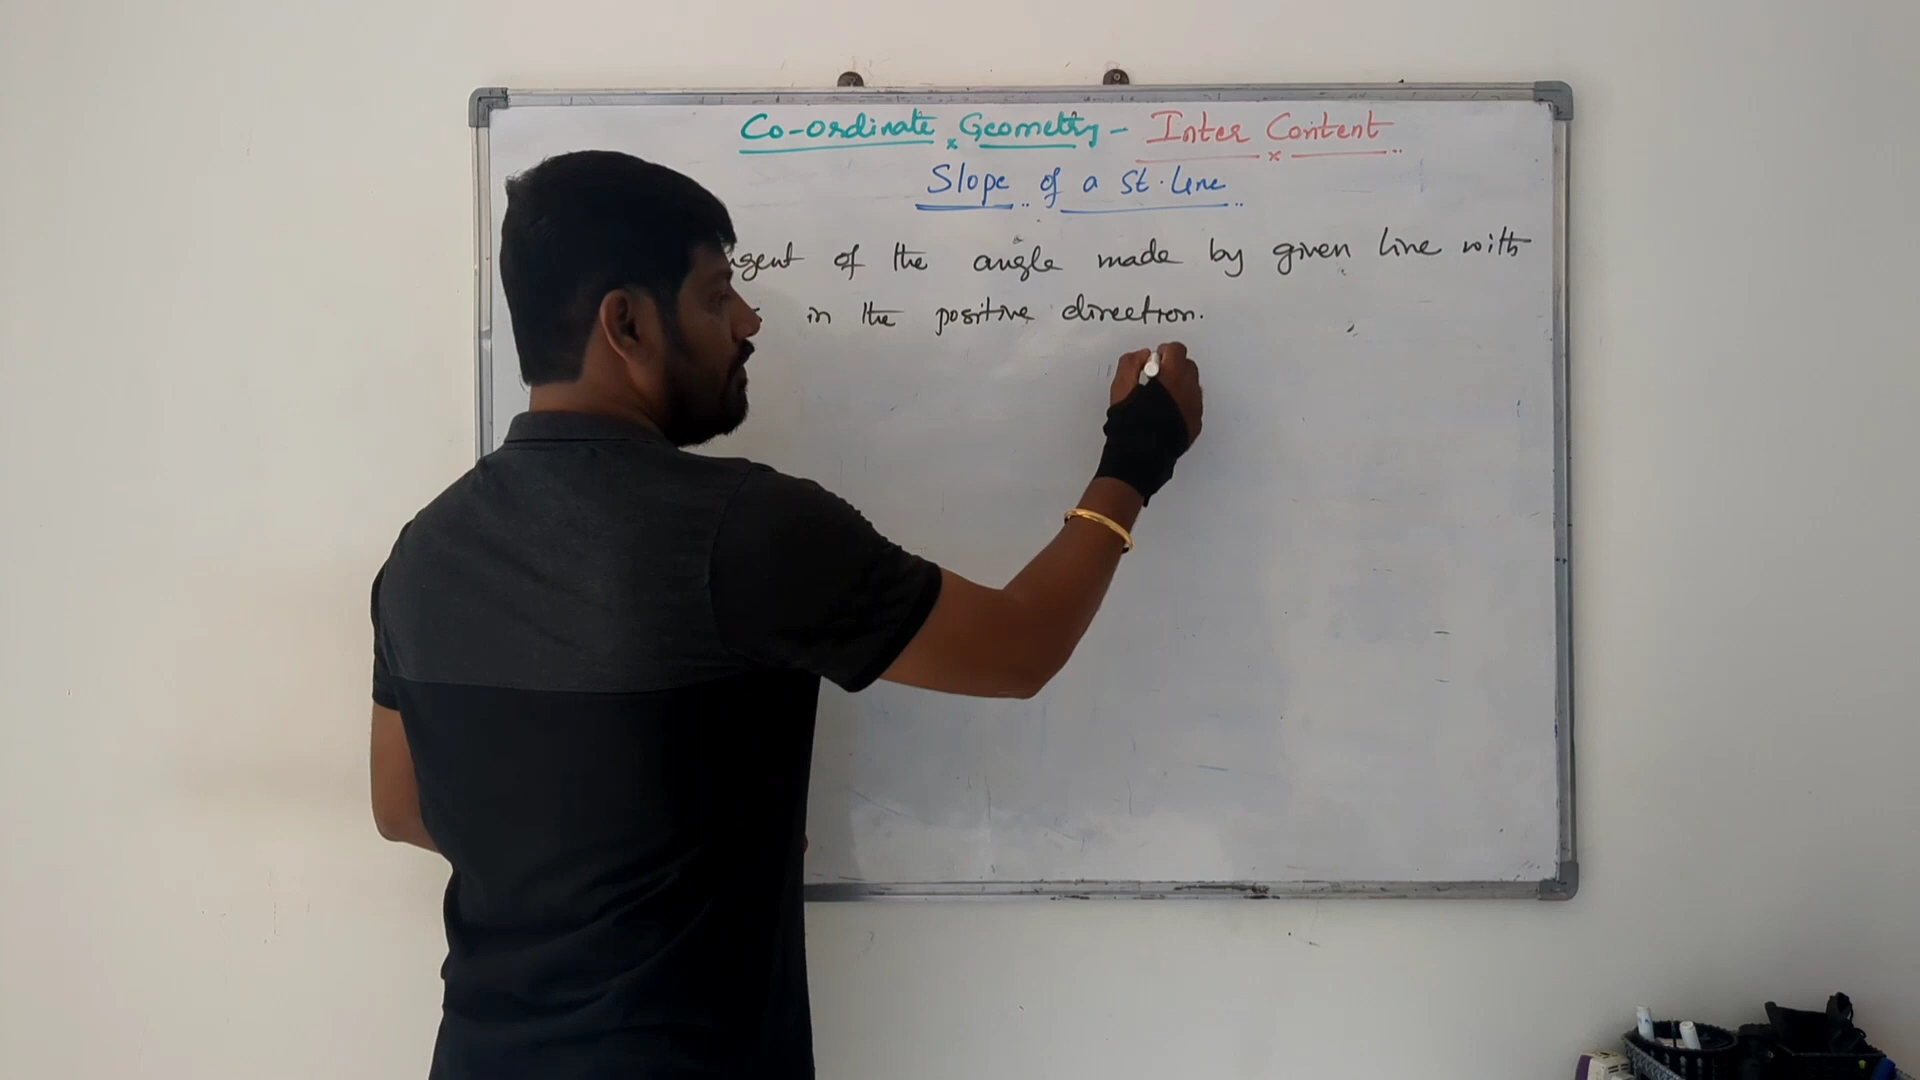 Co-ordinate Geometry - Inter Content
Slope of a St. line
of the angle made by given line with
in the positive direction.